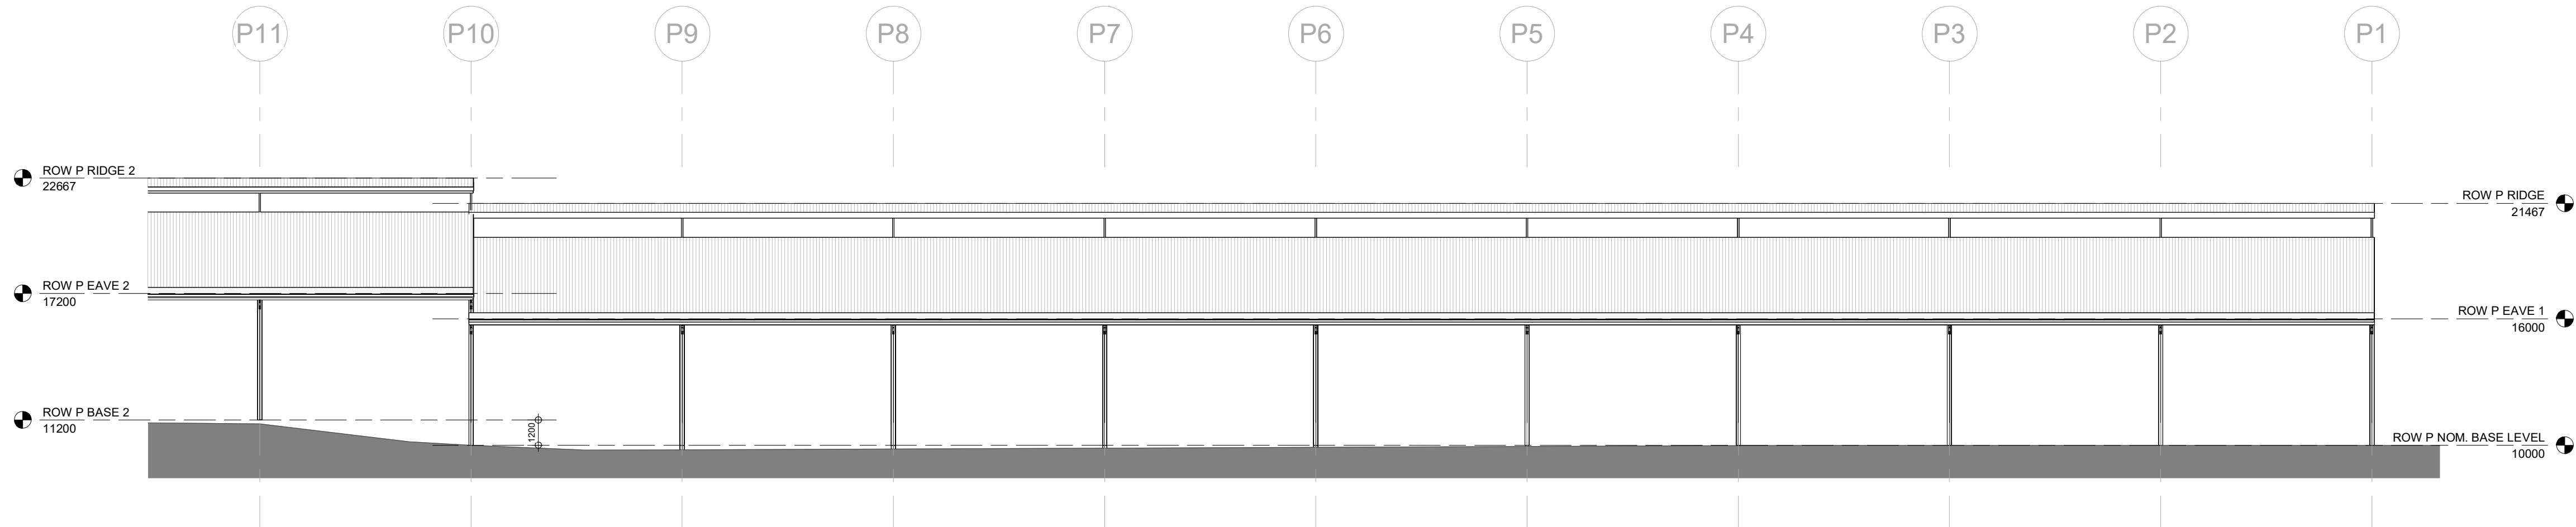 P11 P10 P9 P8 P7 P6 P5 P4 P3 P2 P1
ROW P RIDGE 2
22667
ROW P RIDGE
21467
ROW P EAVE 2
17200
ROW P EAVE 1
16000
ROW P BASE 2
11200
1200
ROW P NOM. BASE LEVEL
10000